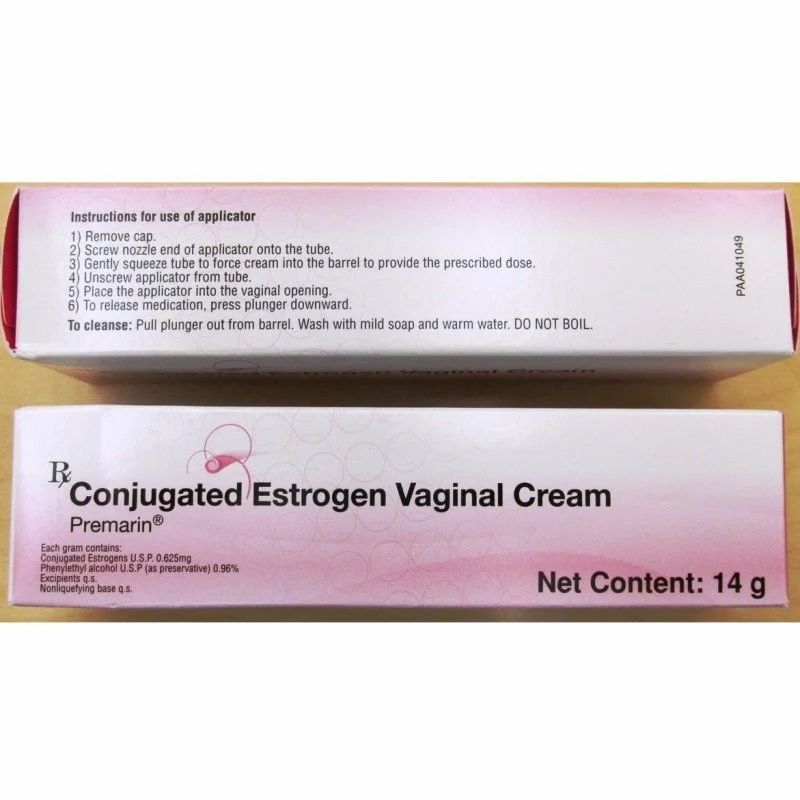 Instructions for use of applicator
1) Remove cap.
2) Screw nozzle end of applicator onto the tube.
3) Gently squeeze tube to force cream into the barrel to provide the prescribed dose.
4) Unscrew applicator from tube.
5) Place the applicator into the vaginal opening.
6) To release medication, press plunger downward.
To cleanse: Pull plunger out from barrel. Wash with mild soap and warm water. DO NOT BOIL.
PAA041049
Conjugated Estrogen Vaginal Cream
Rx
Conjugated Estrogen Vaginal Cream
Premarin®
Each gram contains:
Conjugated Estrogens U.S.P. 0.625mg
Phenylethyl alcohol U.S.P (as preservative) 0.96%
Excipients q.s.
Nonliquefying base q.s.
Net Content: 14 g